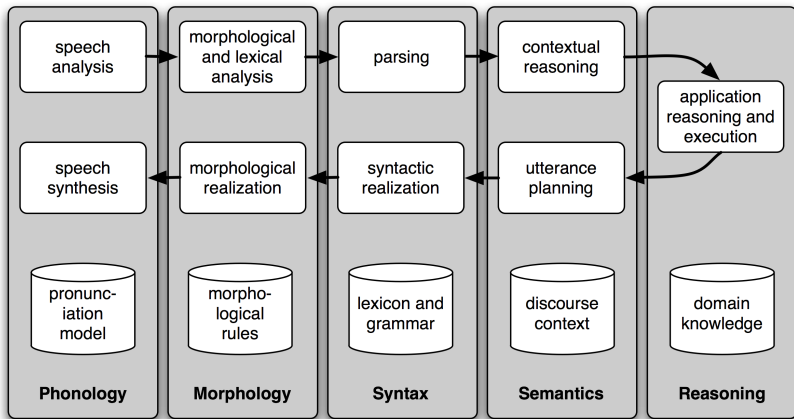 speech
analysis
morphological
and lexical
analysis
parsing
contextual
reasoning
application
reasoning and
execution
speech
synthesis
morphological
realization
syntactic
realization
utterance
planning
pronunc-
iation
model
morpho-
logical
rules
lexicon and
grammar
discourse
context
domain
knowledge
Phonology
Morphology
Syntax
Semantics
Reasoning